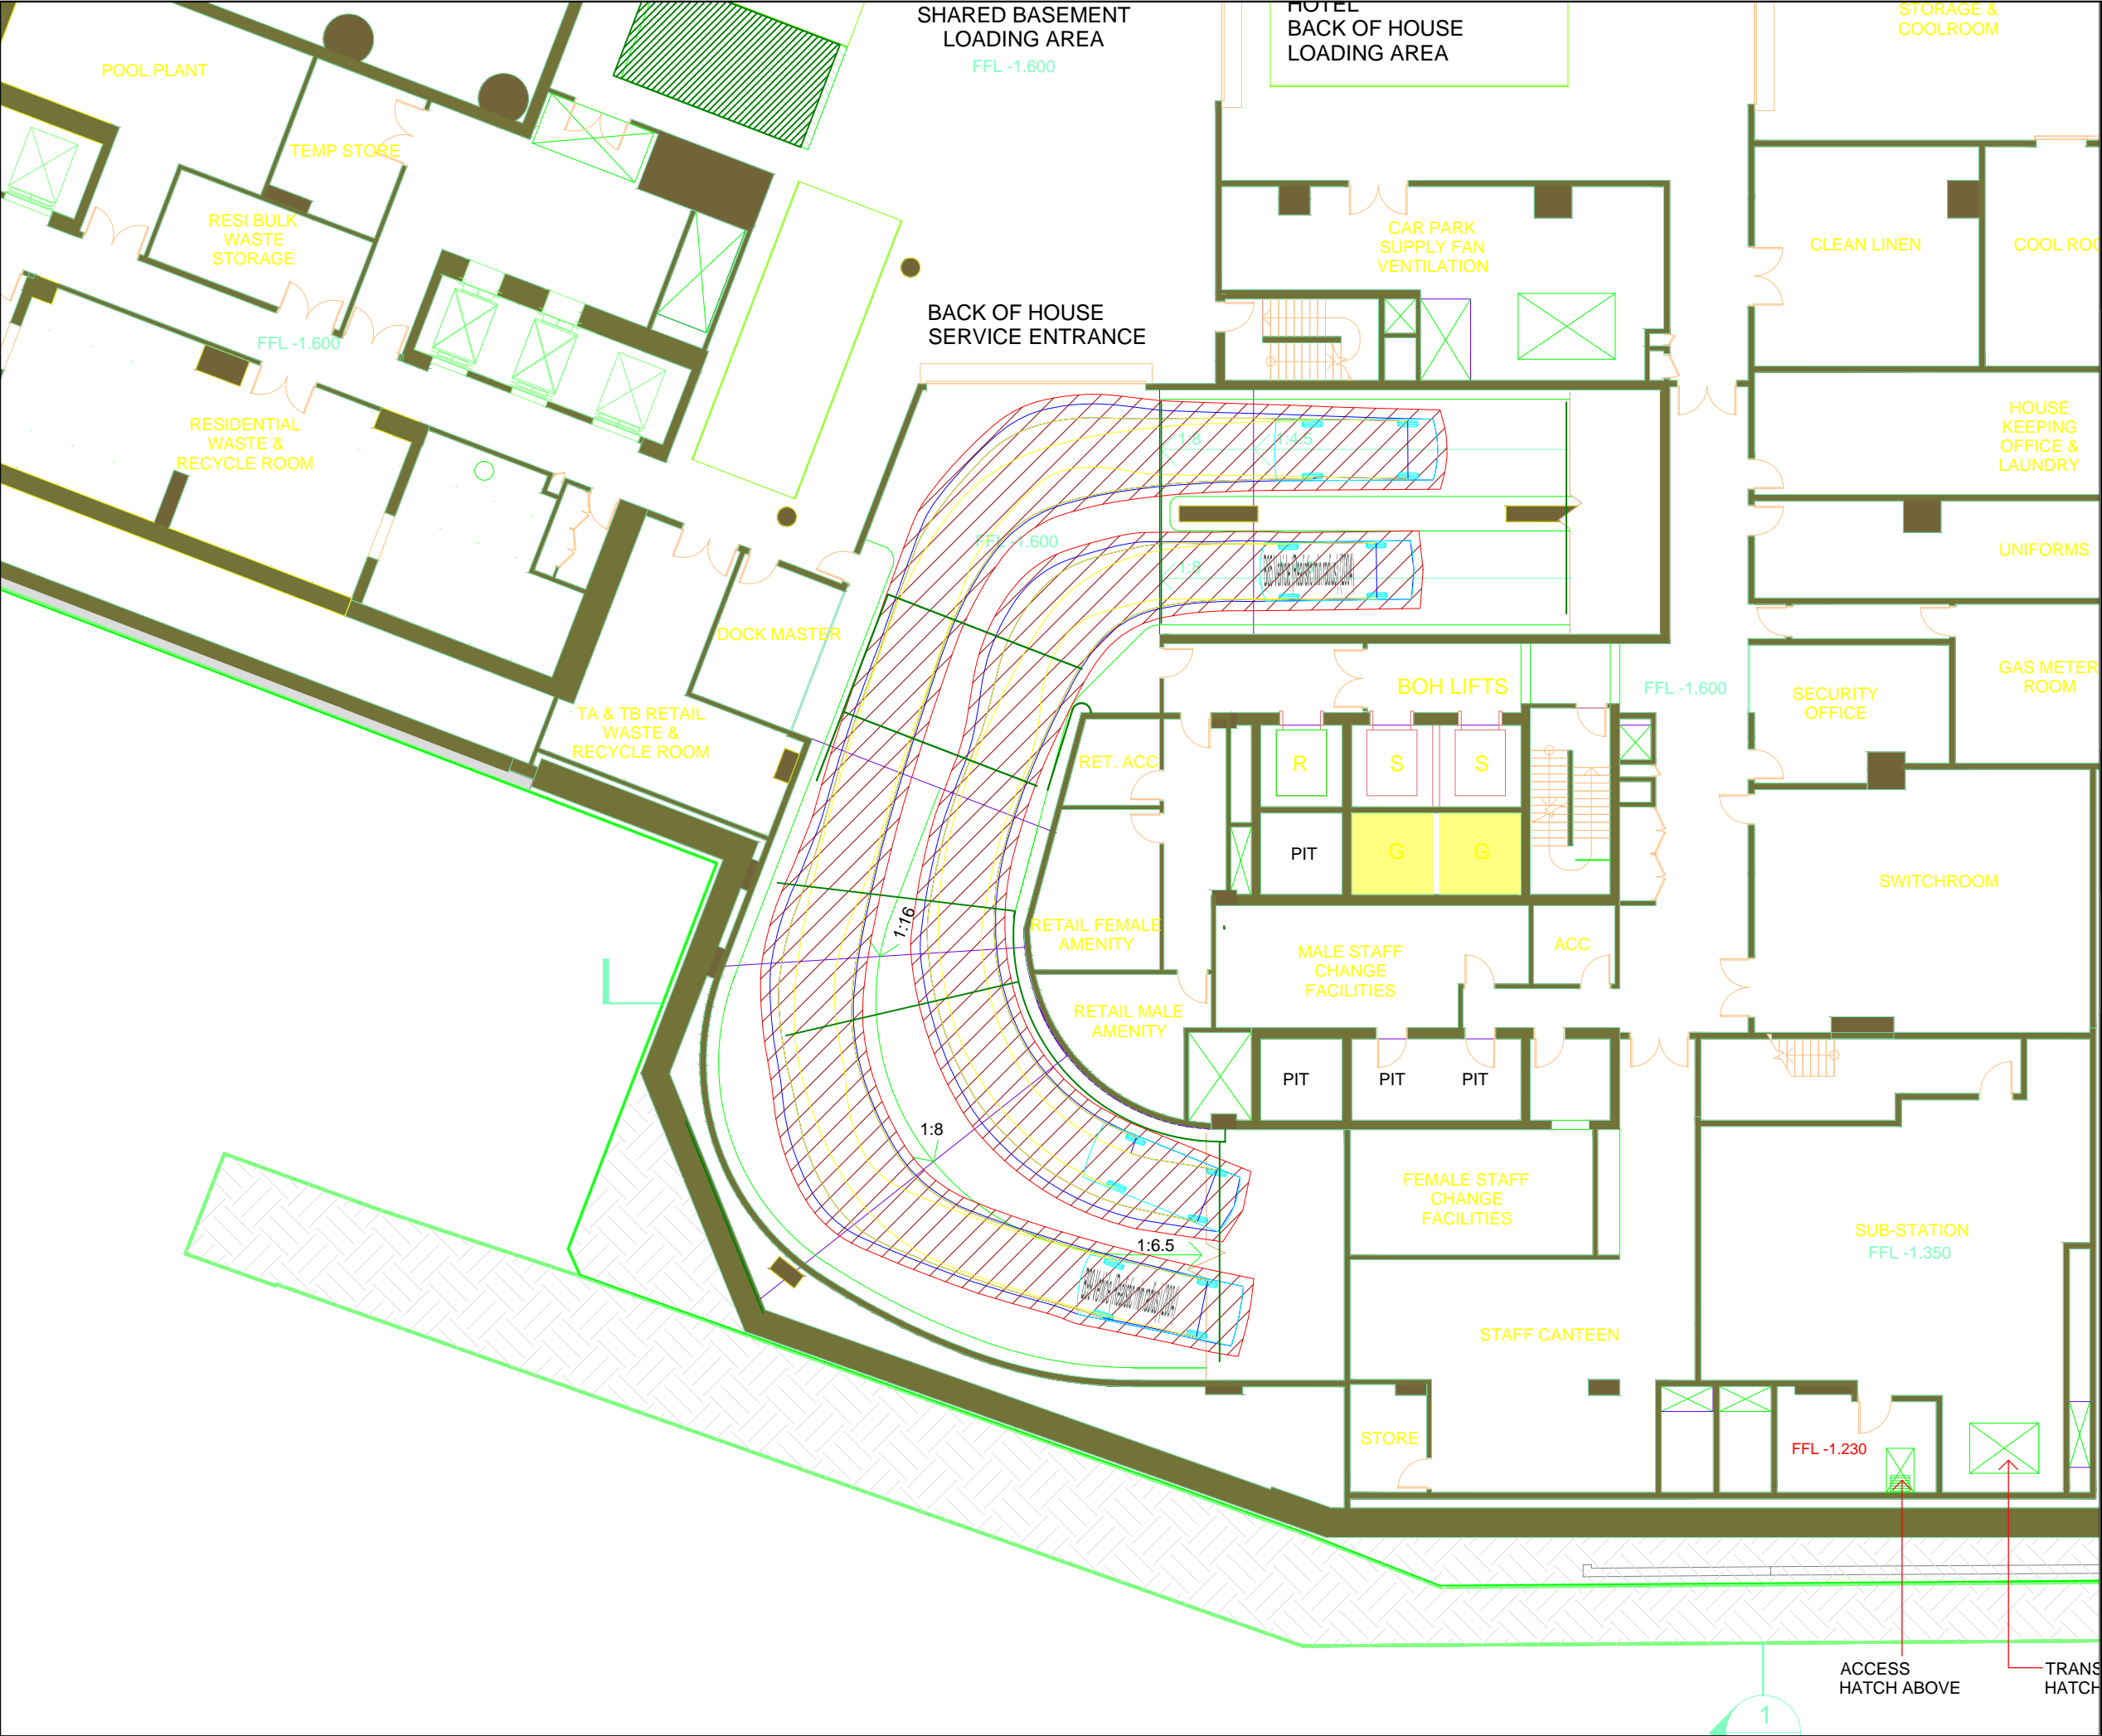 SHARED BASEMENT
LOADING AREA
FFL -1.600
HOTEL
BACK OF HOUSE
LOADING AREA
STORAGE &
COOLROOM
POOL PLANT
TEMP STORE
RESI BULK
WASTE
STORAGE
FFL -1.600
CAR PARK
SUPPLY FAN
VENTILATION
CLEAN LINEN
COOL ROO
BACK OF HOUSE
SERVICE ENTRANCE
RESIDENTIAL
WASTE &
RECYCLE ROOM
HOUSE
KEEPING
OFFICE &
LAUNDRY
1:8
1:4.5
FFL -1.600
1:8
UNIFORMS
DOCK MASTER
BOH LIFTS
FFL -1.600
SECURITY
OFFICE
GAS METER
ROOM
TA & TB RETAIL
WASTE &
RECYCLE ROOM
RET. ACC
R
S
S
PIT
G
G
SWITCHROOM
1:16
RETAIL FEMALE
AMENITY
MALE STAFF
CHANGE
FACILITIES
ACC
RETAIL MALE
AMENITY
PIT
PIT
PIT
1:8
FEMALE STAFF
CHANGE
FACILITIES
SUB-STATION
FFL -1.350
1:6.5
STAFF CANTEEN
STORE
FFL -1.230
ACCESS
HATCH ABOVE
TRANS
HATCH
1